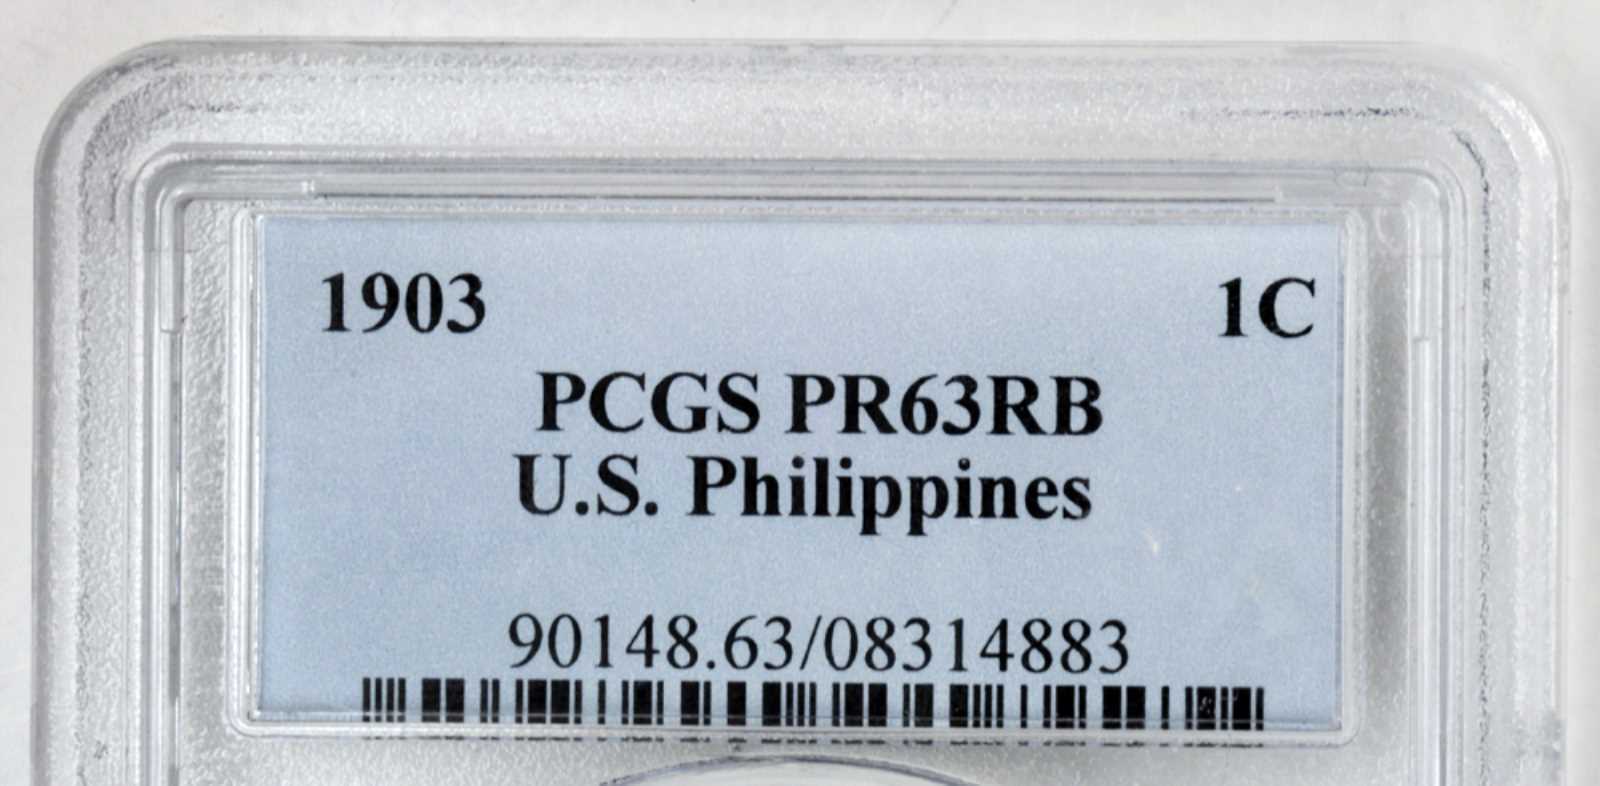 1903 1C
PCGS PR63RB
U.S. Philippines
90148.63/08314883